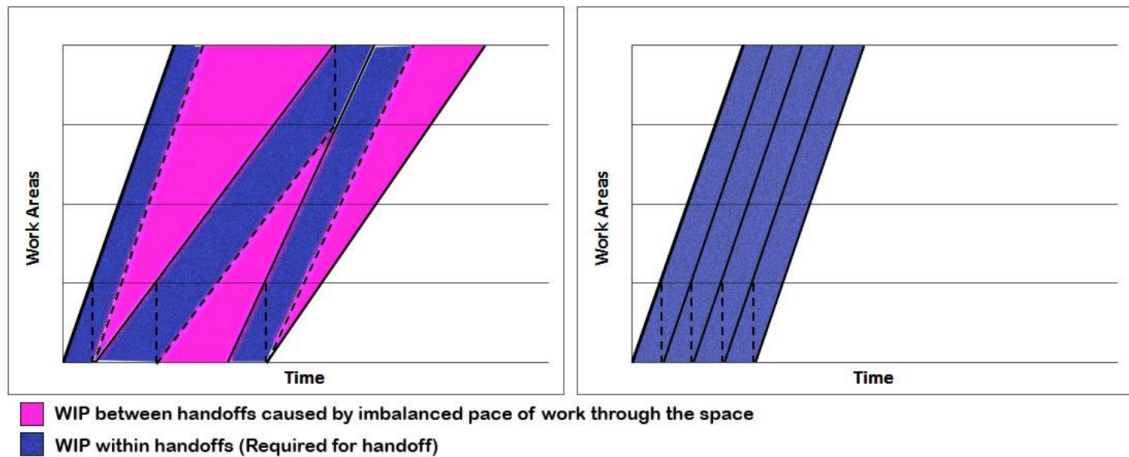 Work Areas
Time
Work Areas
Time
WIP between handoffs caused by imbalanced pace of work through the space
WIP within handoffs (Required for handoff)